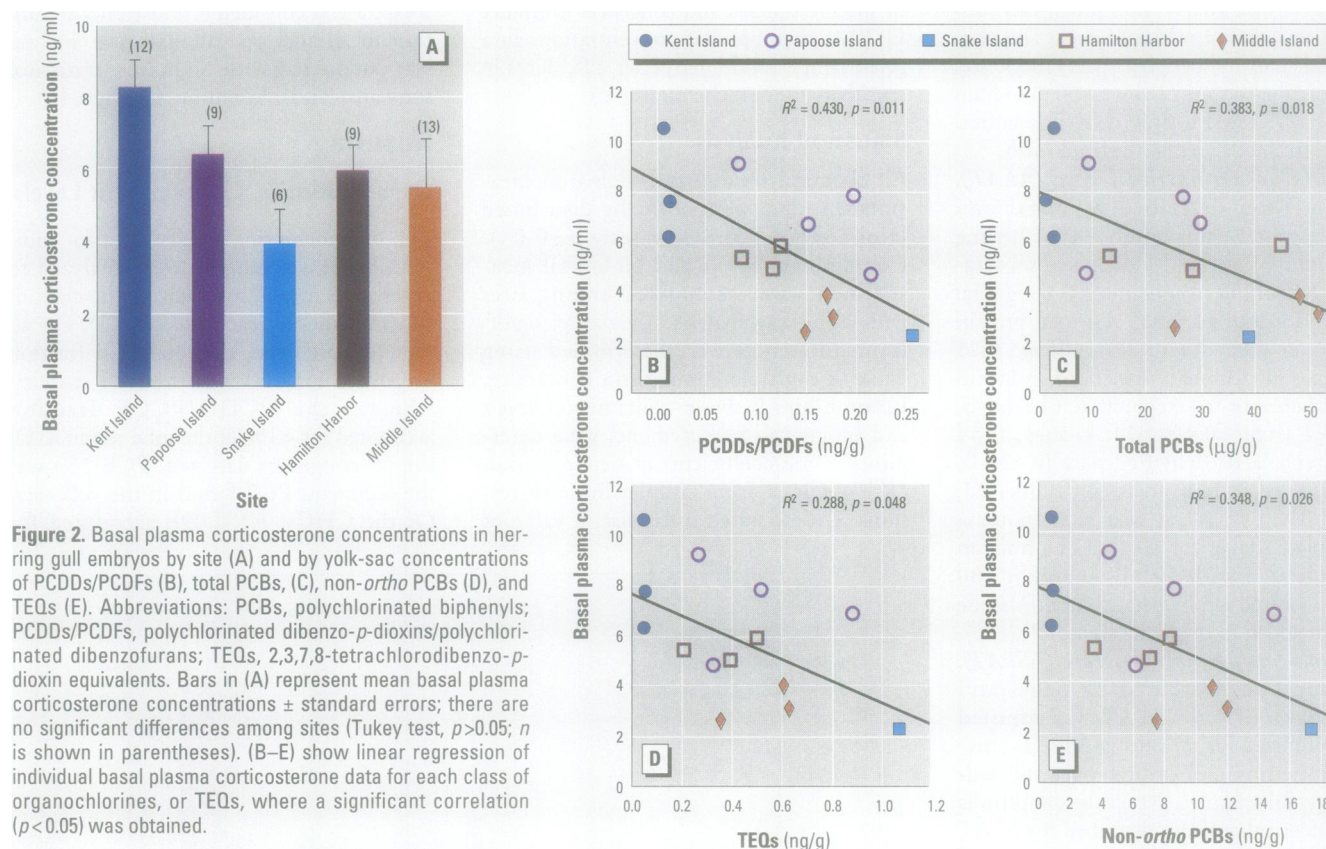 10
8
6
4
2
0
Basal plasma corticosterone concentration (ng/ml)
A
(12)
(9)
(6)
(9)
(13)
Kent Island
Papoose Island
Snake Island
Hamilton Harbor
Middle Island
Site
Figure 2. Basal plasma corticosterone concentrations in her-
ring gull embryos by site (A) and by yolk-sac concentrations
of PCDDs/PCDFs (B), total PCBs, (C), non-ortho PCBs (D), and
TEQs (E). Abbreviations: PCBs, polychlorinated biphenyls;
PCDDs/PCDFs, polychlorinated dibenzo-p-dioxins/polychlori-
nated dibenzofurans; TEQs, 2,3,7,8-tetrachlorodibenzo-p-
dioxin equivalents. Bars in (A) represent mean basal plasma
corticosterone concentrations ± standard errors; there are
no significant differences among sites (Tukey test, p>0.05; n
is shown in parentheses). (B–E) show linear regression of
individual basal plasma corticosterone data for each class of
organochlorines, or TEQs, where a significant correlation
(p<0.05) was obtained.
Kent Island Papoose Island Snake Island Hamilton Harbor Middle Island
Basal plasma corticosterone concentration (ng/ml)
12
10
8
6
4
2
0
R² = 0.430, p = 0.011
B
0.00 0.05 0.10 0.15 0.20 0.25
PCDDs/PCDFs (ng/g)
Basal plasma corticosterone concentration (ng/ml)
12
10
8
6
4
2
0
R² = 0.383, p = 0.018
C
0 10 20 30 40 50
Total PCBs (µg/g)
12
10
8
6
4
2
0
R² = 0.288, p = 0.048
D
0.0 0.2 0.4 0.6 0.8 1.0 1.2
TEQs (ng/g)
12
10
8
6
4
2
0
R² = 0.348, p = 0.026
E
0 2 4 6 8 10 12 14 16 18
Non-ortho PCBs (ng/g)